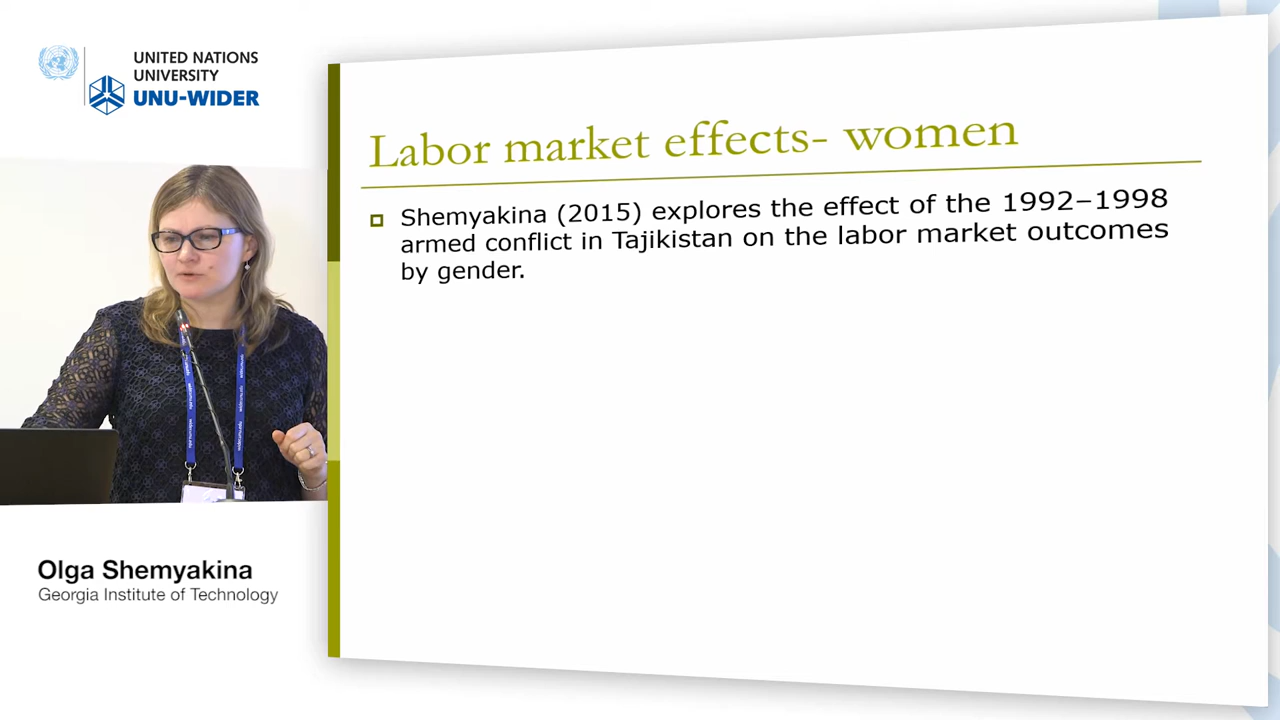 UNITED NATIONS
UNIVERSITY
UNU-WIDER
Labor market effects- women
Shemyakina (2015) explores the effect of the 1992–1998
armed conflict in Tajikistan on the labor market outcomes
by gender.
Olga Shemyakina
Georgia Institute of Technology